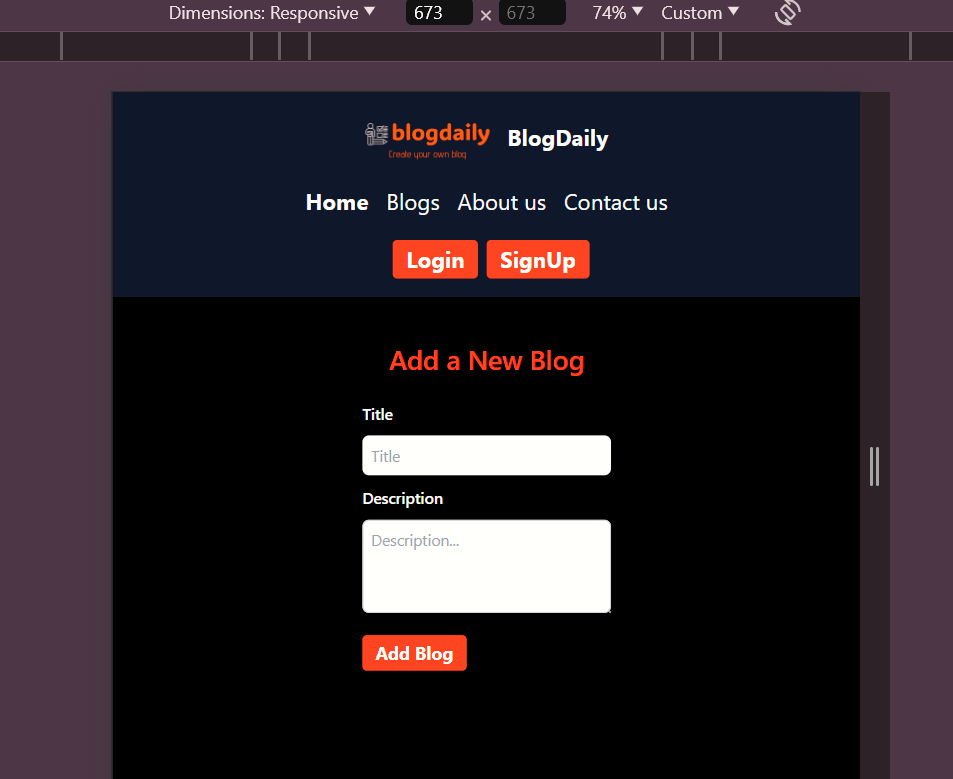 Dimensions: Responsive ▼ 673 × 673 74% ▼ Custom ▼
blogdaily BlogDaily
Create your own blog
Home Blogs About us Contact us
Login SignUp
Add a New Blog
Title
Title
Description
Description...
Add Blog